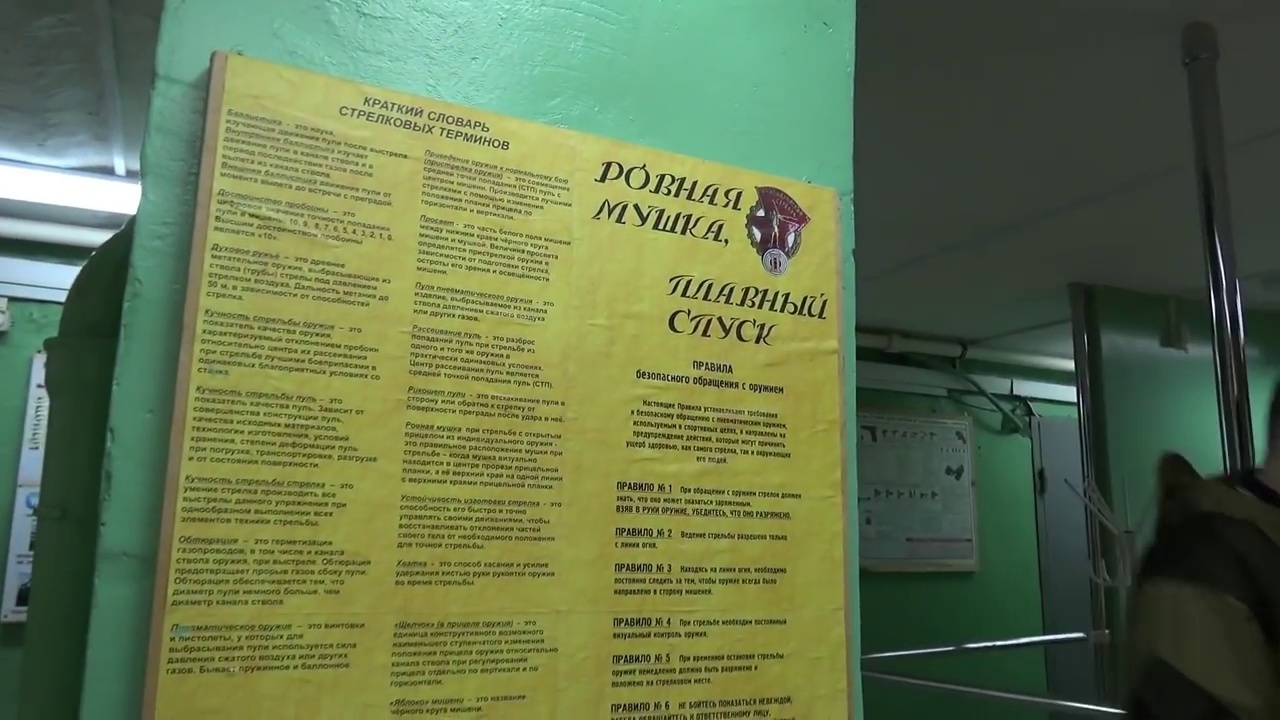 КРАТКИЙ СЛОВАРЬ
СТРЕЛКОВЫХ ТЕРМИНОВ
Баллистика - это наука,
изучающая движение пули после выстрела.
Внутренняя баллистика изучает
движение пули в канале ствола и в
период последействия газов после
вылета из канала ствола.
Внешняя баллистика движение пули от
момента вылета до встречи с преградой.
Достоинство пробоины – это
цифровое значение точности попадания
пули в мишень, 10, 9, 8, 7, 6, 5, 4, 3, 2, 1, 0.
Высшим достоинством пробоины
является «10».
Духовое ружьё – это древнее
метательное оружие, выбрасывающие из
ствола (трубы) стрелы под давлением
стрелком воздуха. Дальность метания до
50 м, в зависимости от способностей
стрелка.
Кучность стрельбы оружия – это
показатель качества оружия,
характеризуемый отклонением пробоин
относительно центра их рассеивания
при стрельбе лучшими боеприпасами в
одинаковых благоприятных условиях со
станка.
Кучность стрельбы пуль – это
показатель качества пуль. Зависит от
совершенства конструкции пуль,
качества исходных материалов,
технологии изготовления, условий
хранения, степени деформации пуль
при погрузке, транспортировке, разгрузке
и от состояния поверхности.
Кучность стрельбы стрелка – это
умение стрелка производить все
выстрелы данного упражнения при
однообразном выполнении всех
элементов техники стрельбы.
Обтюрация – это герметизация
газопроводов, в том числе и канала
ствола оружия, при выстреле. Обтюрация
предотвращает прорыв газов сбоку пули.
Обтюрация обеспечивается тем, что
диаметр пули немного больше, чем
диаметр канала ствола.
Пневматическое оружие – это винтовки
и пистолеты, у которых для
выбрасывания пули используется сила
давления сжатого воздуха или других
газов. Бывает пружинное и баллонное.
Приведение оружия к нормальному бою
(пристрелка оружия) – это совмещение
средней точки попадания (СТП) пуль с
центром мишени. Производится лучшими
стрелками с помощью изменения
положения планки прицела по
горизонтали и вертикали.
Просвет - это часть белого поля мишени
между нижним краем чёрного круга
мишени и мушкой. Величина просвета
определятся пристрелкой оружия в
зависимости от подготовки стрелка,
остроты его зрения и освещённости
мишени.
Пуля пневматического оружия - это
изделие, выбрасываемое из канала
ствола давлением сжатого воздуха
или других газов.
Рассеивание пуль – это разброс
попаданий пуль при стрельбе из
одного и того же оружия в
практически одинаковых условиях.
Центр рассеивания пуль является
средней точкой попадания пуль (СТП).
Рикошет пули – это отскакивание пули в
сторону или обратно к стрелку от
поверхности преграды после удара в неё.
Ровная мушка при стрельбе с открытым
прицелом из индивидуального оружия -
это правильное расположение мушки при
стрельбе – когда мушка визуально
находится в центре прорези прицельной
планки, а её верхний край на одной линии
с верхними краями прицельной планки.
Устойчивость изготовки стрелка – это
способность его быстро и точно
управлять своими движениями, чтобы
восстанавливать отклонения частей
своего тела от необходимого положения
для точной стрельбы.
Хватка – это способ касания и усилие
удержания кистью руки рукоятки оружия
во время стрельбы.
«Щелчок» (в прицеле оружия) – это
единица конструктивного возможного
наименьшего ступенчатого изменения
положения прицела оружия относительно
канала ствола при регулировании
прицела отдельно по вертикали и по
горизонтали.
«Яблоко» мишени – это название
чёрного круга мишени.
РОВНАЯ
МУШКА,
ПЛАВНЫЙ
СПУСК
ПРАВИЛА
безопасного обращения с оружием
Настоящие Правила устанавливают требования
к безопасному обращению с пневматическим оружием,
используемым в спортивных целях, и направлены на
предупреждение действий, которые могут причинить
ущерб здоровью, как самого стрелка, так и окружающих
его людей.
ПРАВИЛО № 1 При обращении с оружием стрелок должен
знать, что оно может оказаться заряженным.
ВЗЯВ В РУКИ ОРУЖИЕ, УБЕДИТЕСЬ, ЧТО ОНО РАЗРЯЖЕНО.
ПРАВИЛО № 2 Ведение стрельбы разрешено только
с линии огня.
ПРАВИЛО № 3 Находясь на линии огня, необходимо
постоянно следить за тем, чтобы оружие всегда было
направлено в сторону мишеней.
ПРАВИЛО № 4 При стрельбе необходим постоянный
визуальный контроль оружия.
ПРАВИЛО № 5 При временной остановке стрельбы
оружие немедленно должно быть разряжено и
положено на стрелковом месте.
ПРАВИЛО № 6 НЕ БОЙТЕСЬ ПОКАЗАТЬСЯ НЕВЕЖДОЙ,
ВСЕГДА ОБРАЩАЙТЕСЬ К ОТВЕТСТВЕННОМУ ЛИЦУ,